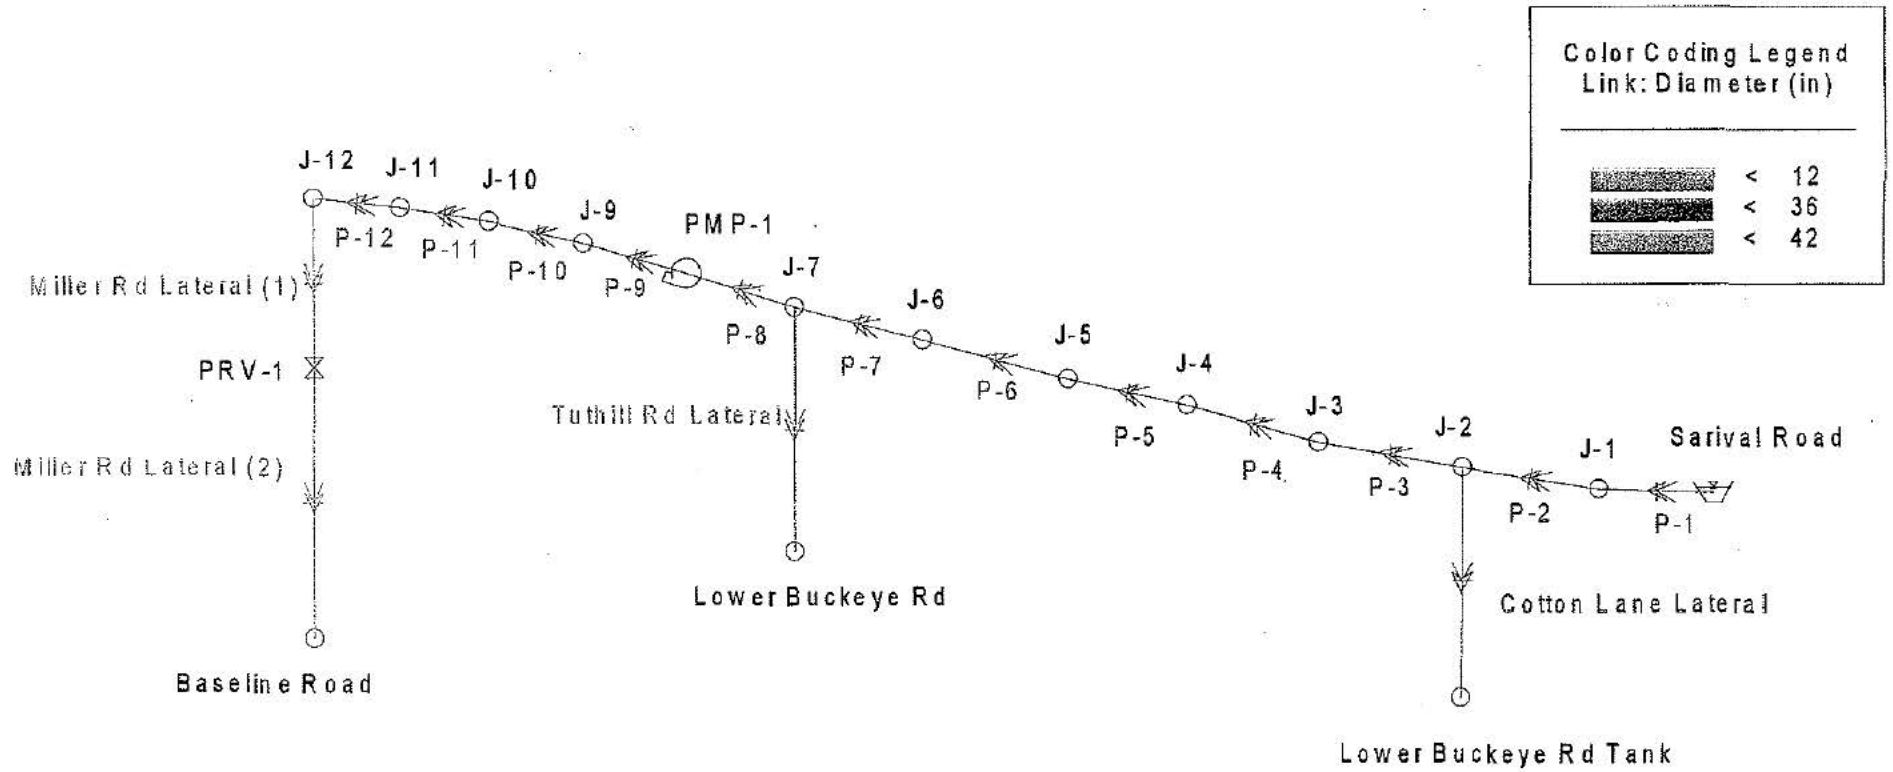 Color Coding Legend
Link: Diameter (in)
< 12
< 36
< 42
J-12
J-11
J-10
J-9
PMP-1
J-7
J-6
J-5
J-4
J-3
J-2
J-1
Sarival Road
P-12
P-11
P-10
P-9
P-8
P-7
P-6
P-5
P-4
P-3
P-2
P-1
Miller Rd Lateral (1)
PRV-1
Miller Rd Lateral (2)
Tuthill Rd Lateral
Cotton Lane Lateral
Baseline Road
Lower Buckeye Rd
Lower Buckeye Rd Tank